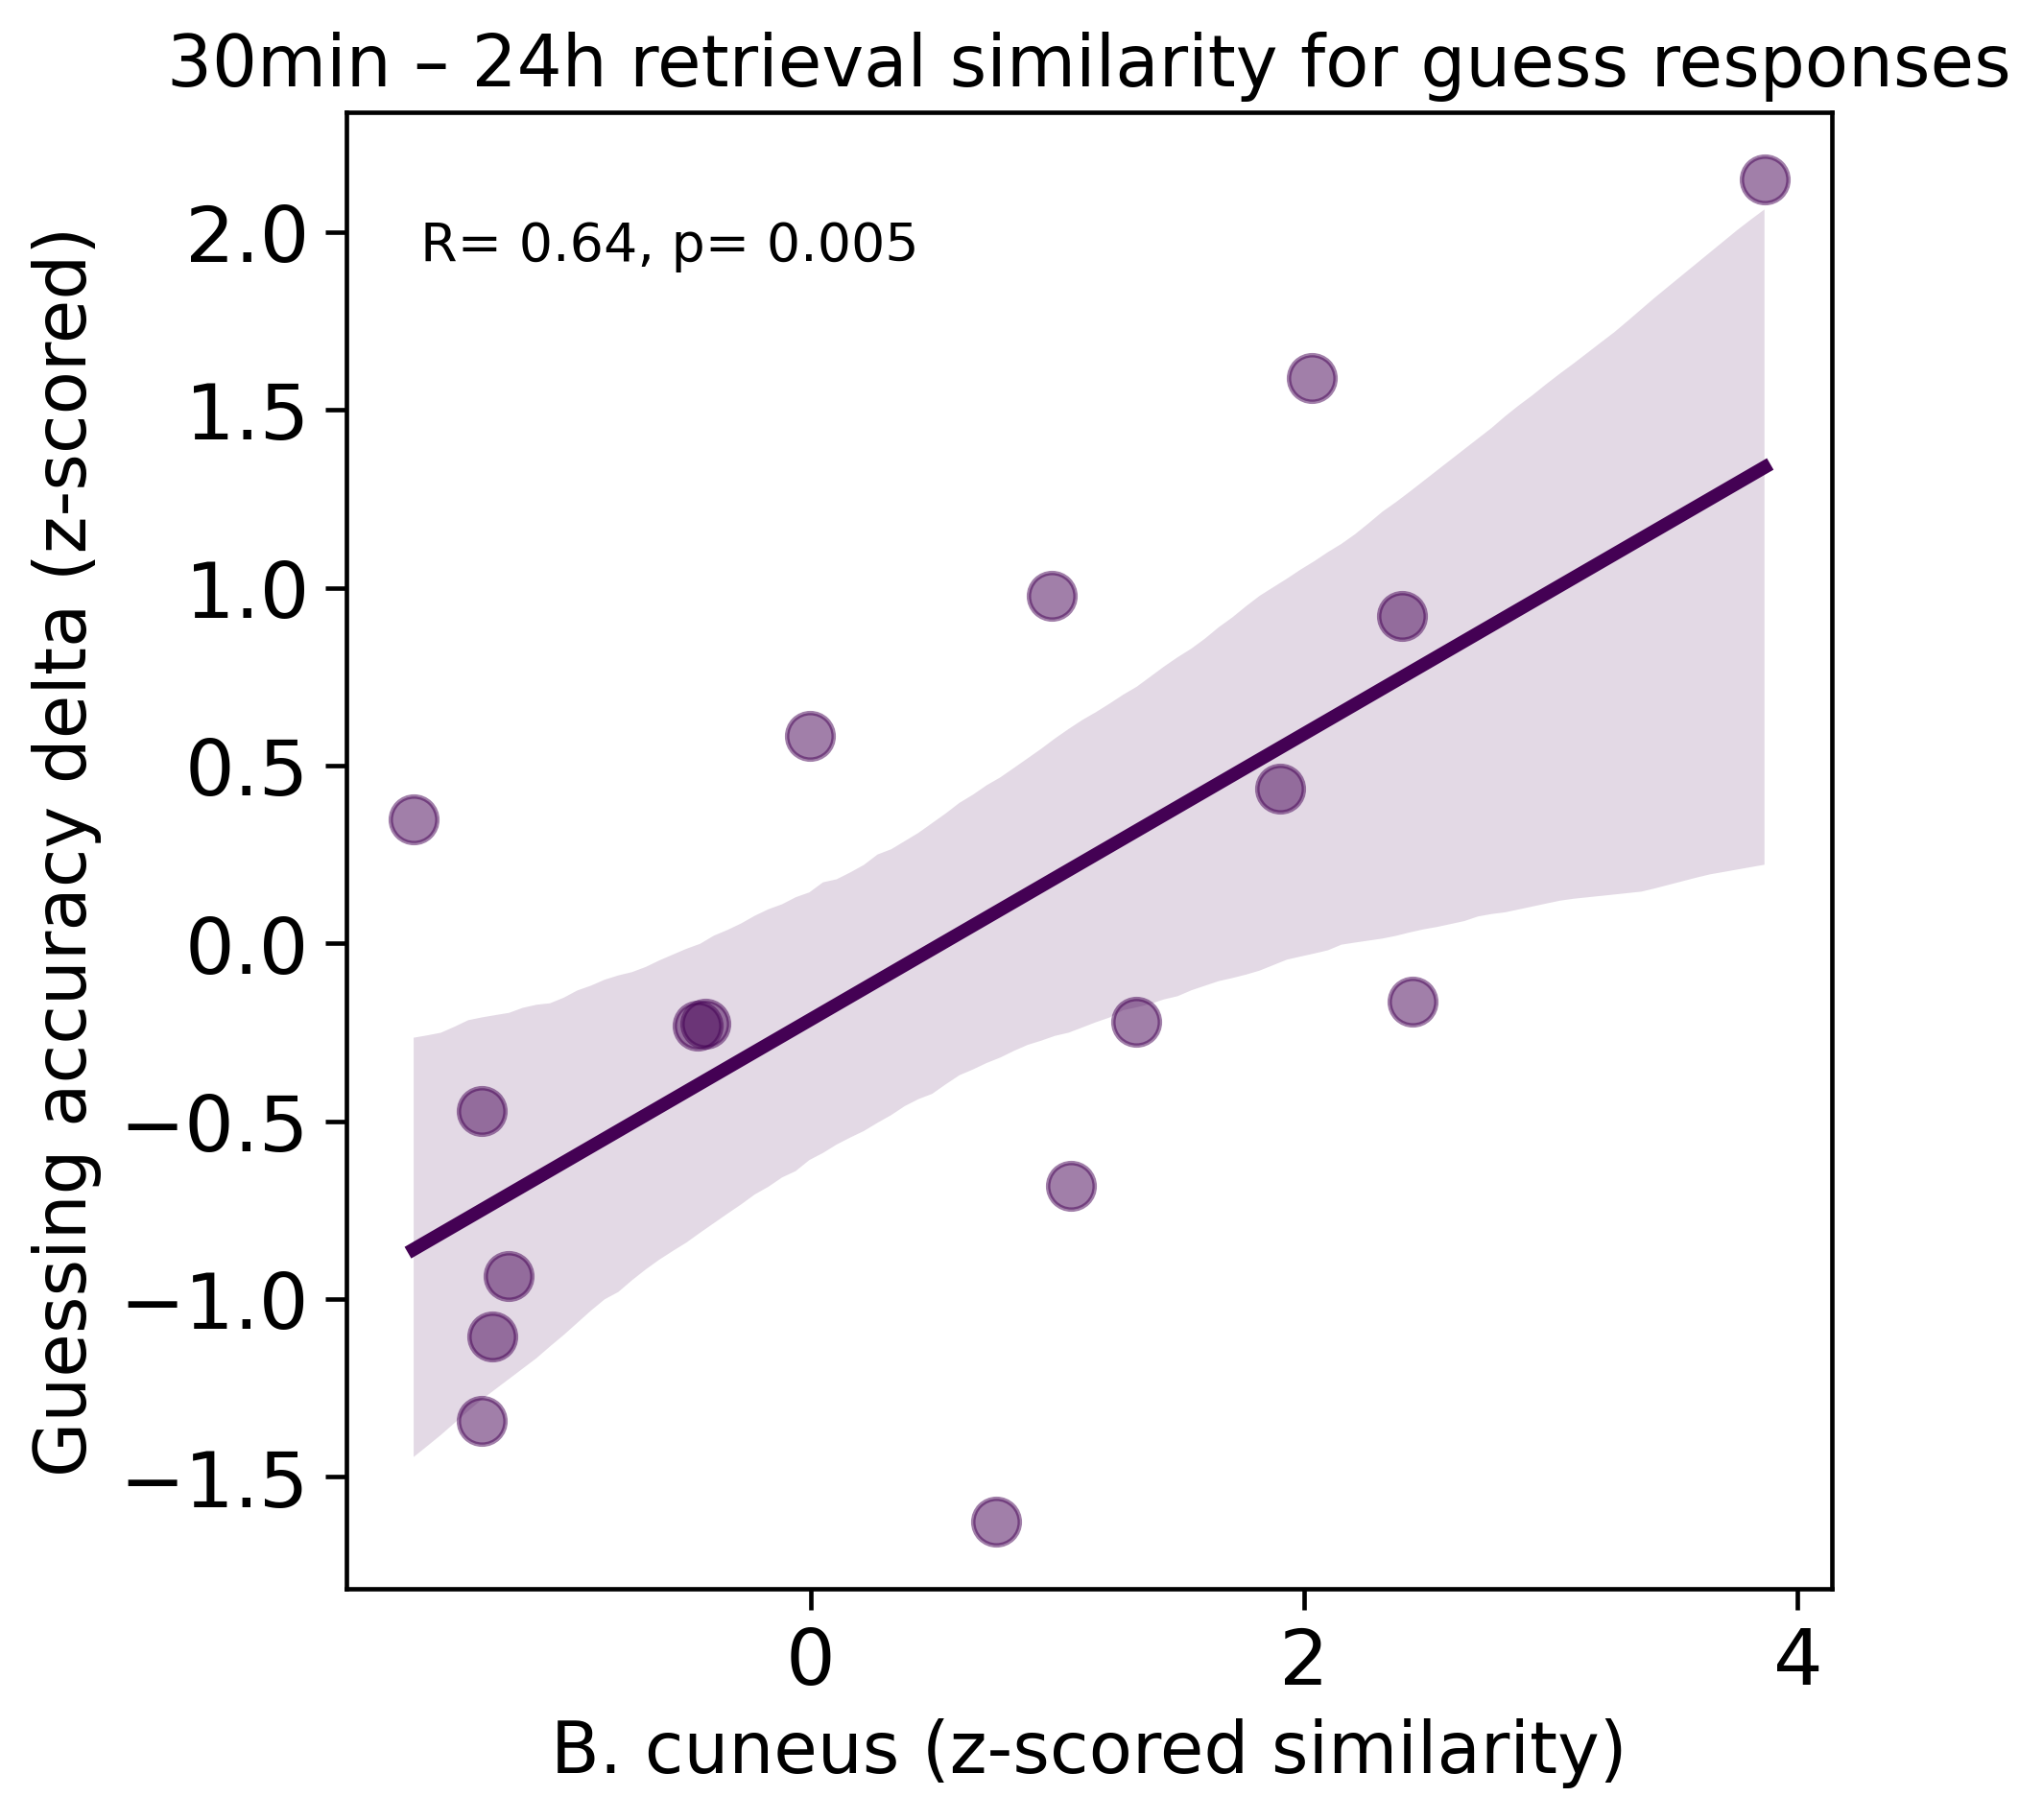 30min – 24h retrieval similarity for guess responses
R= 0.64, p= 0.005
Guessing accuracy delta (z-scored)
2.0
1.5
1.0
0.5
0.0
−0.5
−1.0
−1.5
0 2 4
B. cuneus (z-scored similarity)